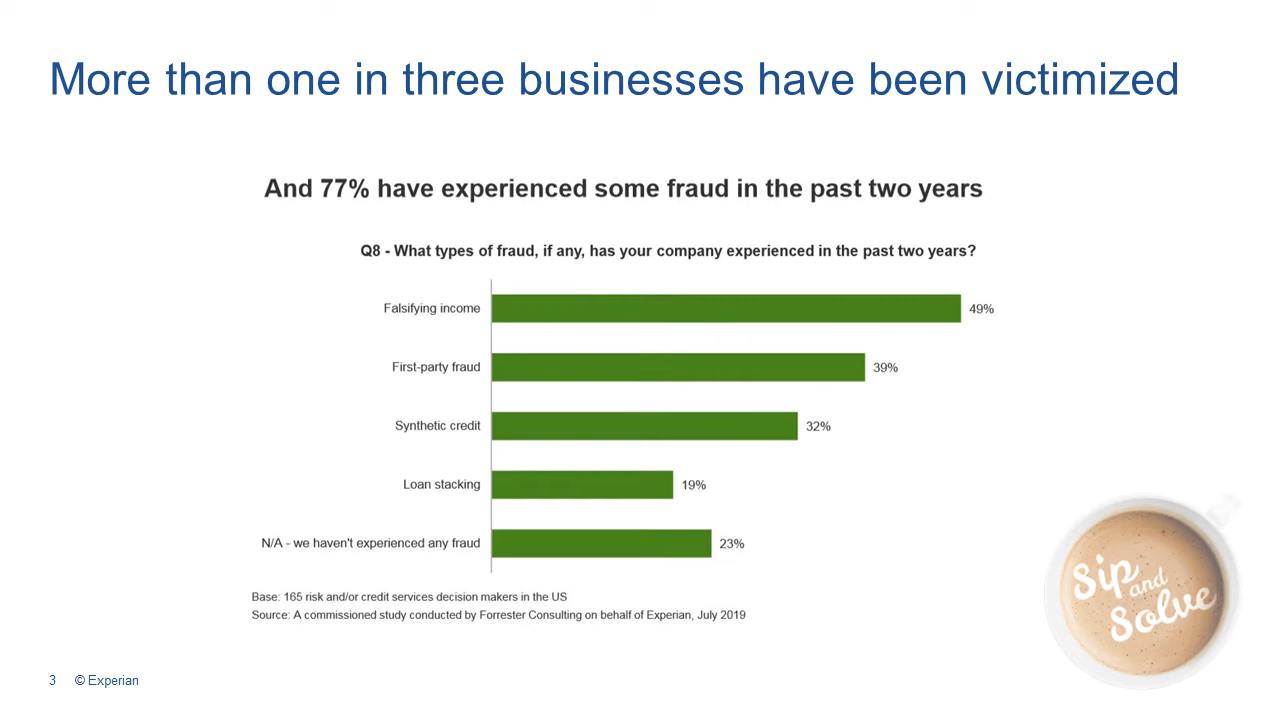 More than one in three businesses have been victimized
And 77% have experienced some fraud in the past two years
Q8 - What types of fraud, if any, has your company experienced in the past two years?
Falsifying income 49%
First-party fraud 39%
Synthetic credit 32%
Loan stacking 19%
N/A - we haven't experienced any fraud 23%
Base: 165 risk and/or credit services decision makers in the US
Source: A commissioned study conducted by Forrester Consulting on behalf of Experian, July 2019
Sip
and
Solve
3 © Experian